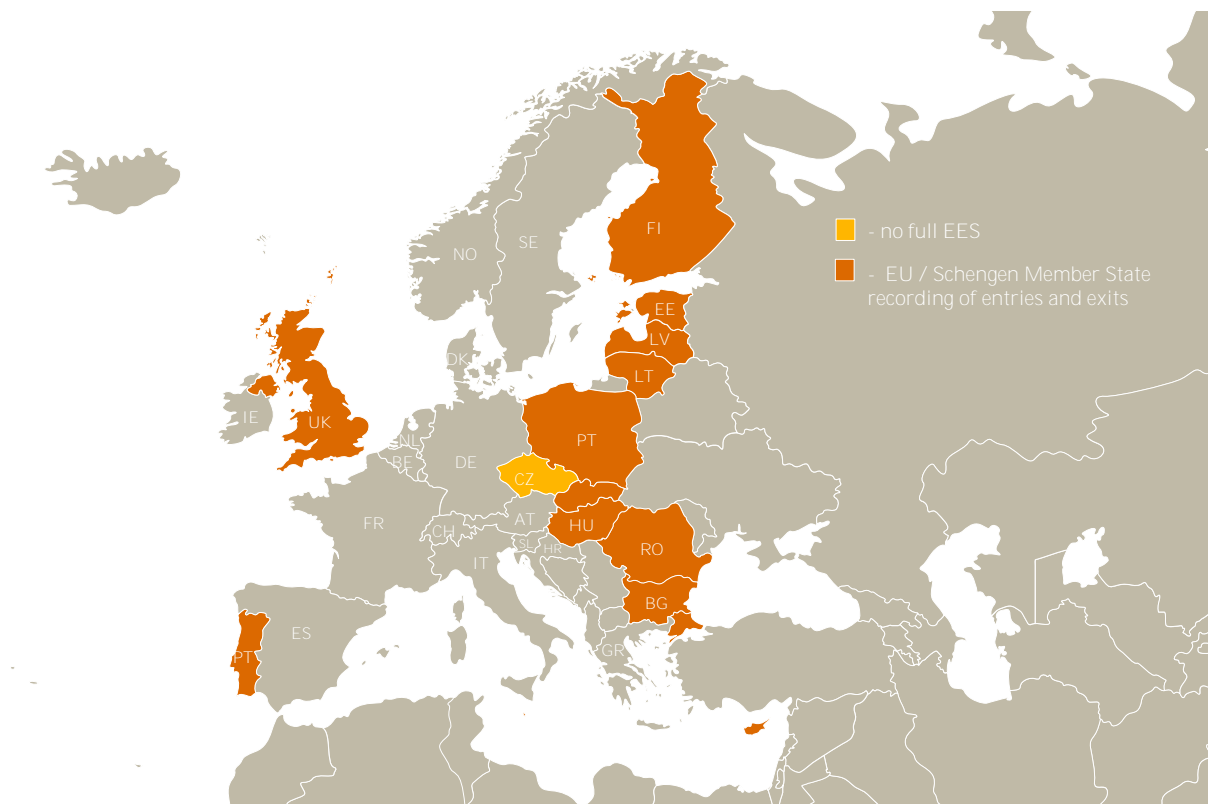 - no full EES
- EU / Schengen Member State
recording of entries and exits
FI
SE
NO
EE
LV
LT
DK
IE
UK
NL
BE
DE
PT
CZ
FR
CH
AT
HU
SL
HR
IT
RO
BG
ES
PT
GR